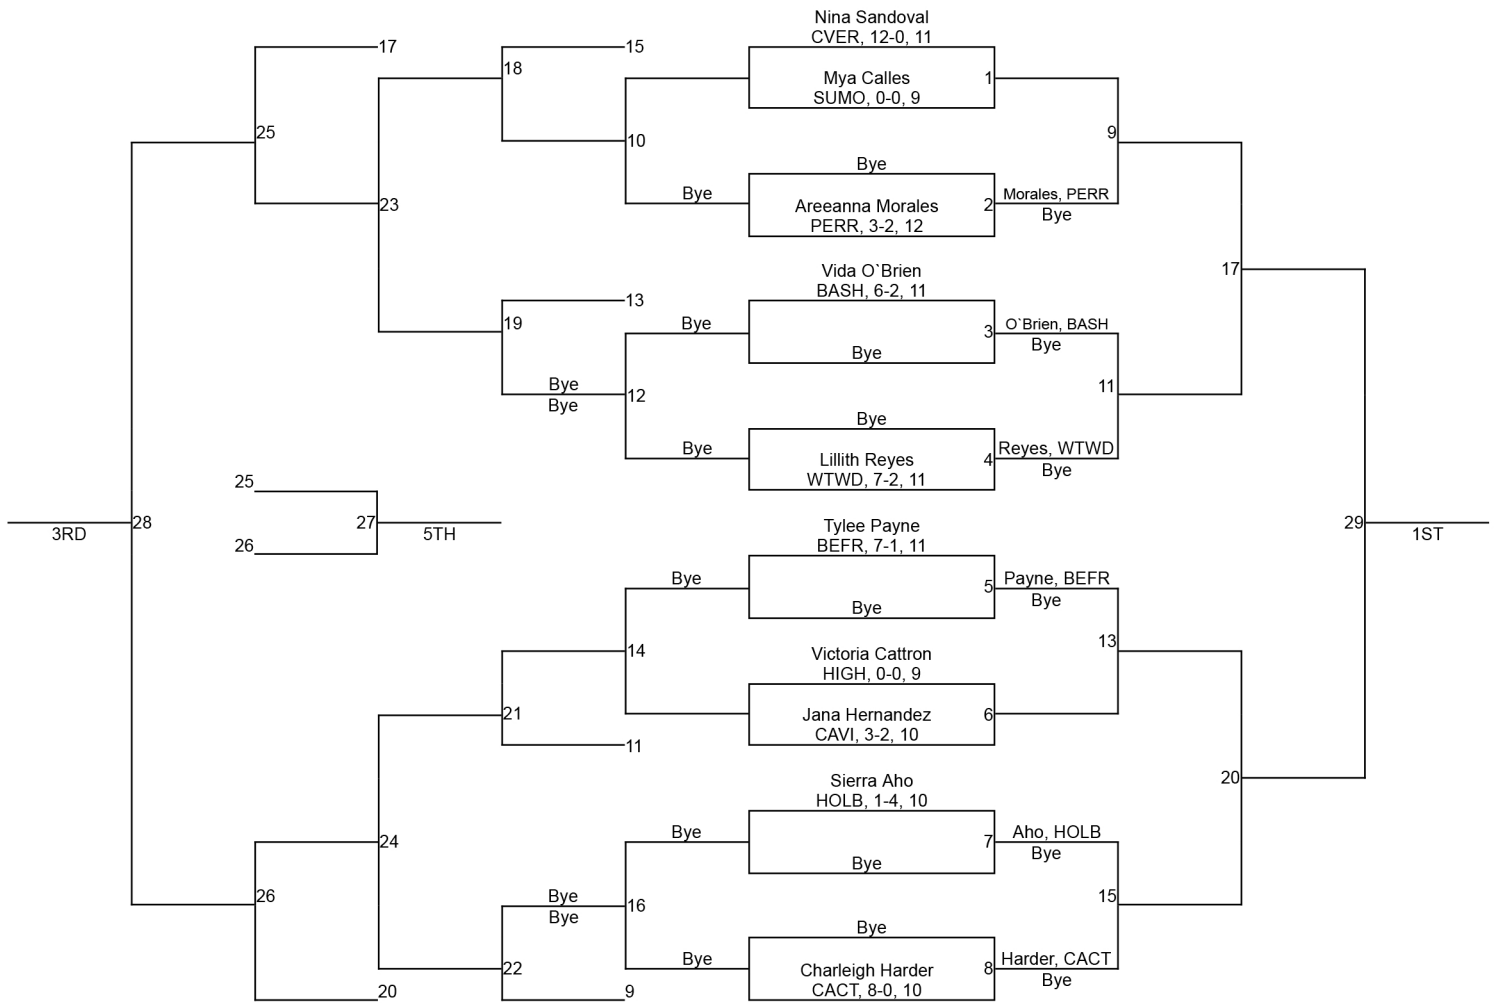 Nina Sandoval
CVER, 12-0, 11
17
15
18
Mya Calles
1
SUMO, 0-0, 9
25
10
9
Bye
Bye
Areeanna Morales
2
Morales, PERR
23
PERR, 3-2, 12
Bye
Vida O`Brien
17
BASH, 6-2, 11
13
19
Bye
3
O`Brien, BASH
Bye
Bye
Bye
12
11
Bye
Bye
Bye
Lillith Reyes
4
Reyes, WTWD
WTWD, 7-2, 11
Bye
25
28
27
3RD
5TH
26
29
1ST
Tylee Payne
BEFR, 7-1, 11
Bye
5
Payne, BEFR
Bye
Bye
14
13
Victoria Cattron
HIGH, 0-0, 9
21
Jana Hernandez
6
CAVI, 3-2, 10
11
Sierra Aho
20
HOLB, 1-4, 10
24
Bye
7
Aho, HOLB
Bye
Bye
26
Bye
16
15
Bye
Bye
22
Bye
Charleigh Harder
8
Harder, CACT
CACT, 8-0, 10
Bye
20
9